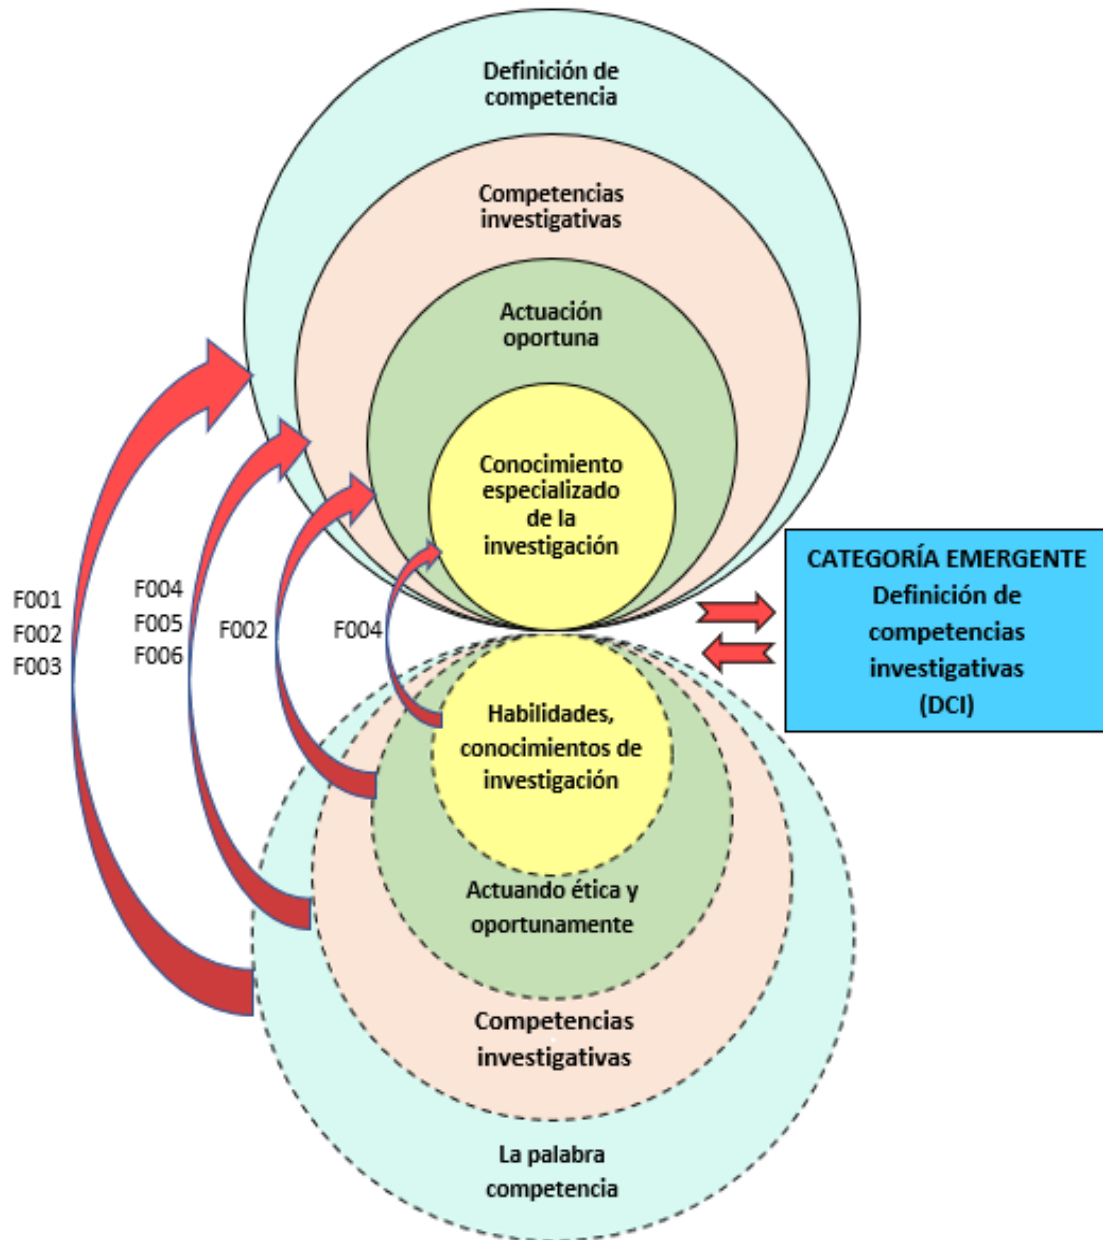 Definición de
competencia
Competencias
investigativas
Actuación
oportuna
Conocimiento
especializado
de la
investigación
F001
F002
F003
F004
F005
F006
F002
F004
CATEGORÍA EMERGENTE
Definición de
competencias
investigativas
(DCI)
Habilidades,
conocimientos de
investigación
Actuando ética y
oportunamente
Competencias
investigativas
La palabra
competencia